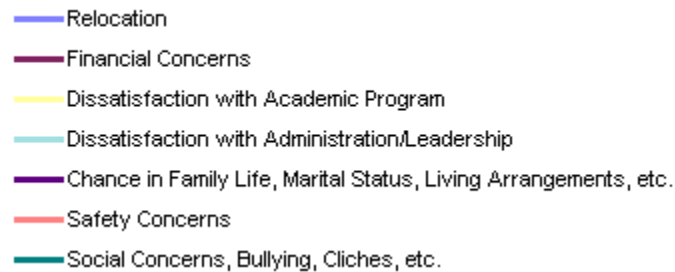 Relocation
Financial Concerns
Dissatisfaction with Academic Program
Dissatisfaction with Administration/Leadership
Chance in Family Life, Marital Status, Living Arrangements, etc.
Safety Concerns
Social Concerns, Bullying, Cliches, etc.